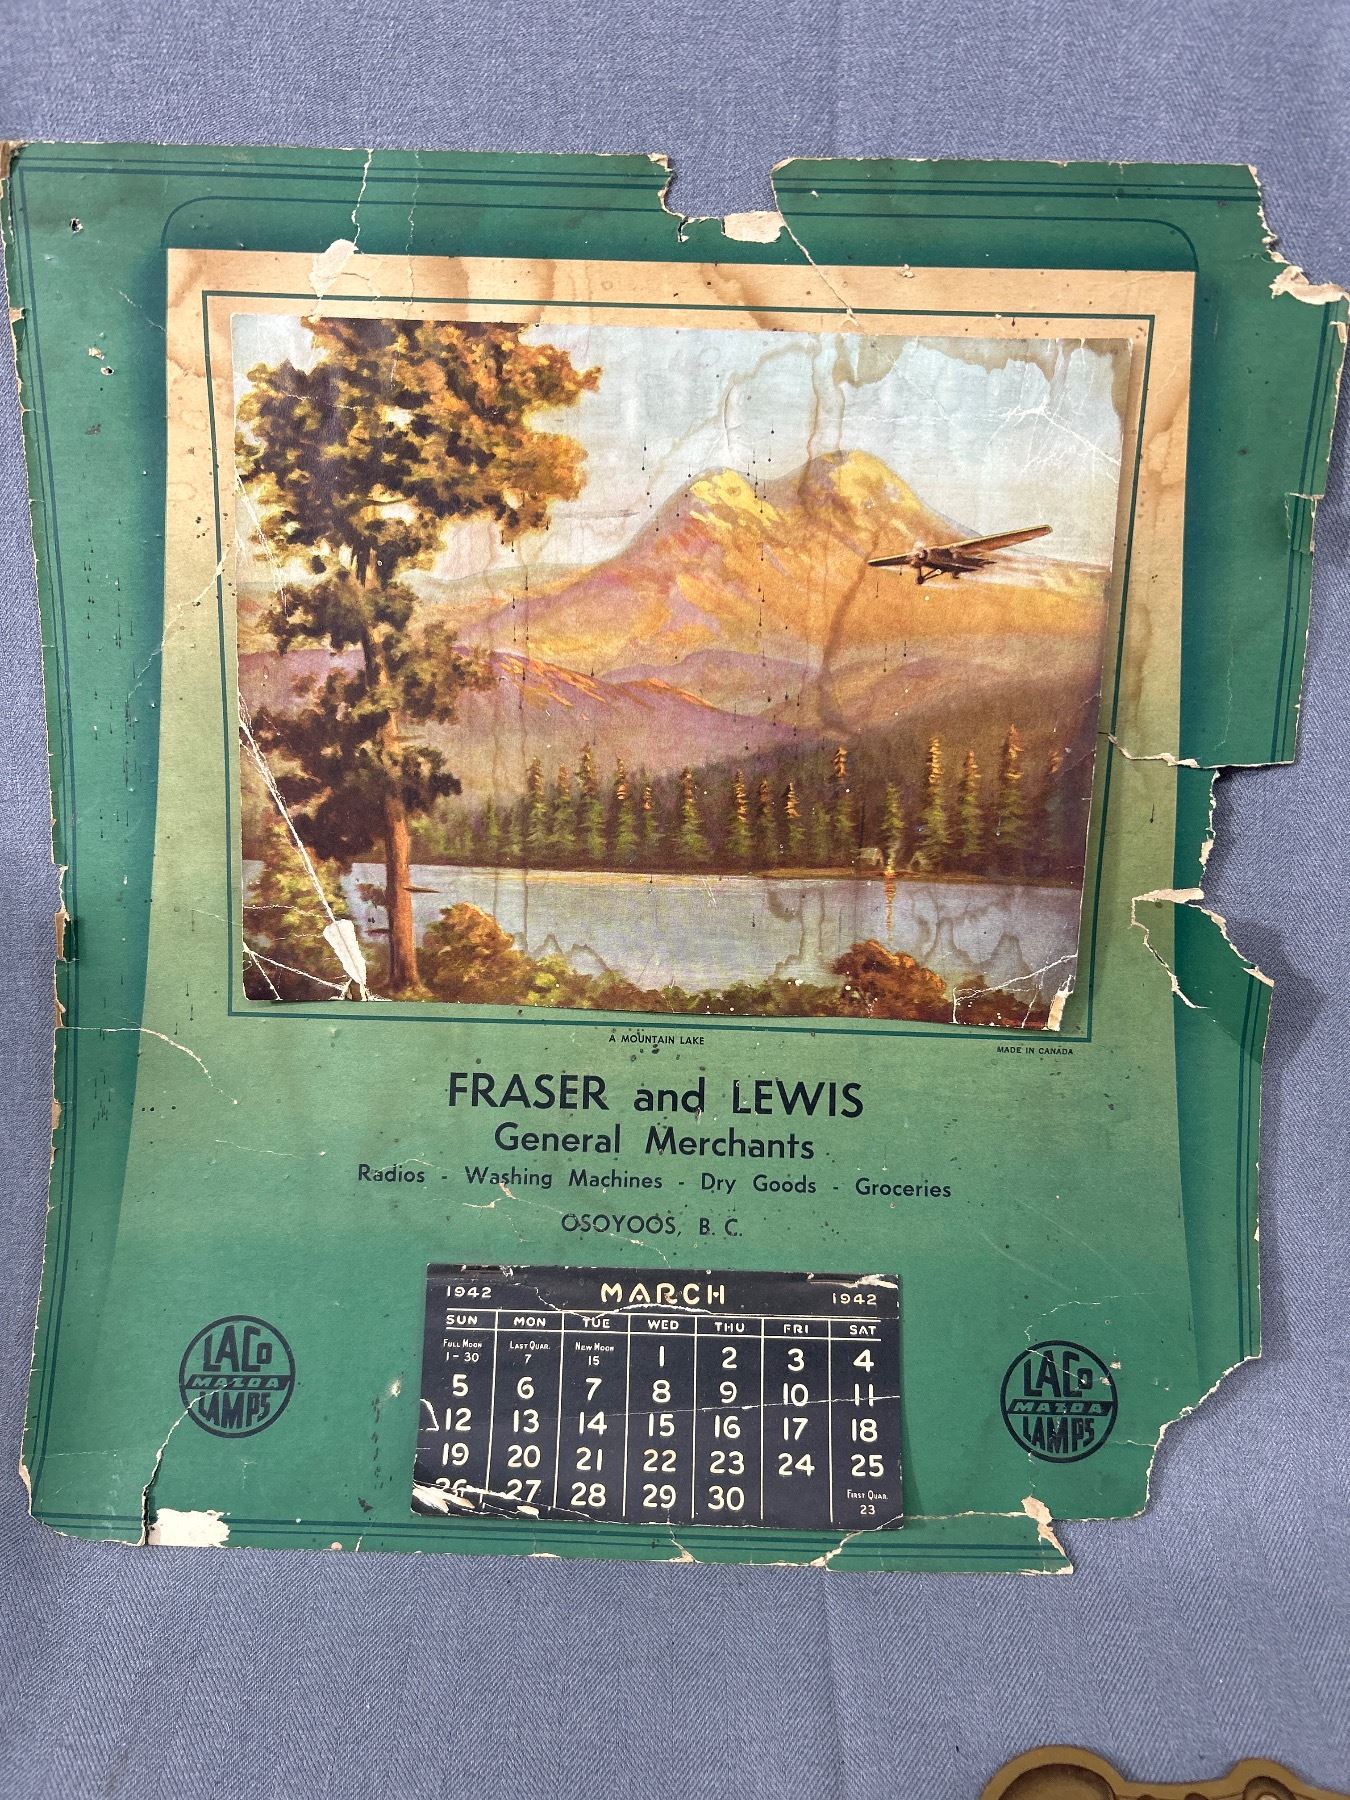 A MOUNTAIN LAKE
MADE IN CANADA
FRASER and LEWIS
General Merchants
Radios - Washing Machines - Dry Goods - Groceries
OSOYOOS, B. C.
LACo
MAZDA
LAMPS
LACo
MAZDA
LAMPS
1942 MARCH 1942
SUN MON TUE WED THU FRI SAT
FULL MOON 1-30 LAST QUAR. 7 NEW MOON 15 1 2 3 4
5 6 7 8 9 10 11
12 13 14 15 16 17 18
19 20 21 22 23 24 25
26 27 28 29 30 FIRST QUAR. 23